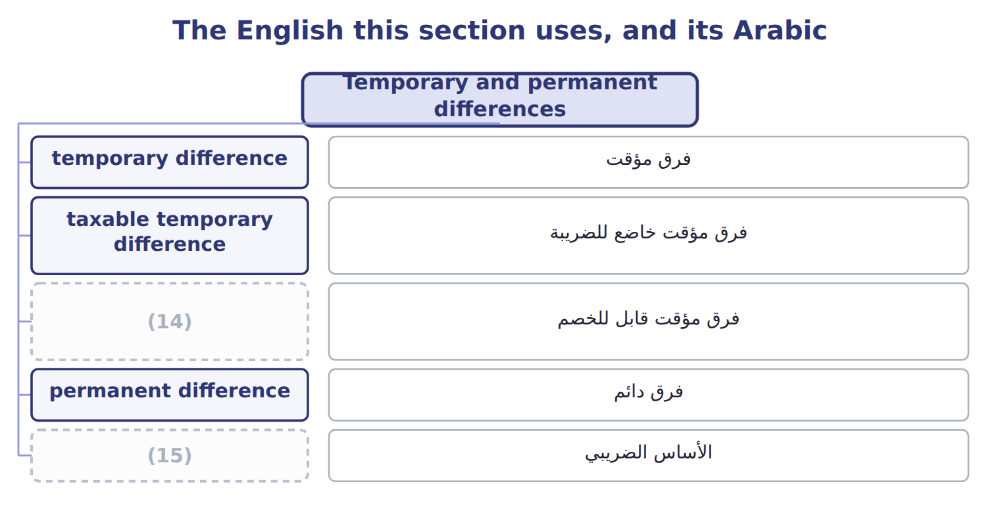 The English this section uses, and its Arabic
Temporary and permanent
differences
temporary difference
فرق مؤقت
taxable temporary
difference
فرق مؤقت خاضع للضريبة
(14)
فرق مؤقت قابل للخصم
permanent difference
فرق دائم
(15)
الأساس الضريبي